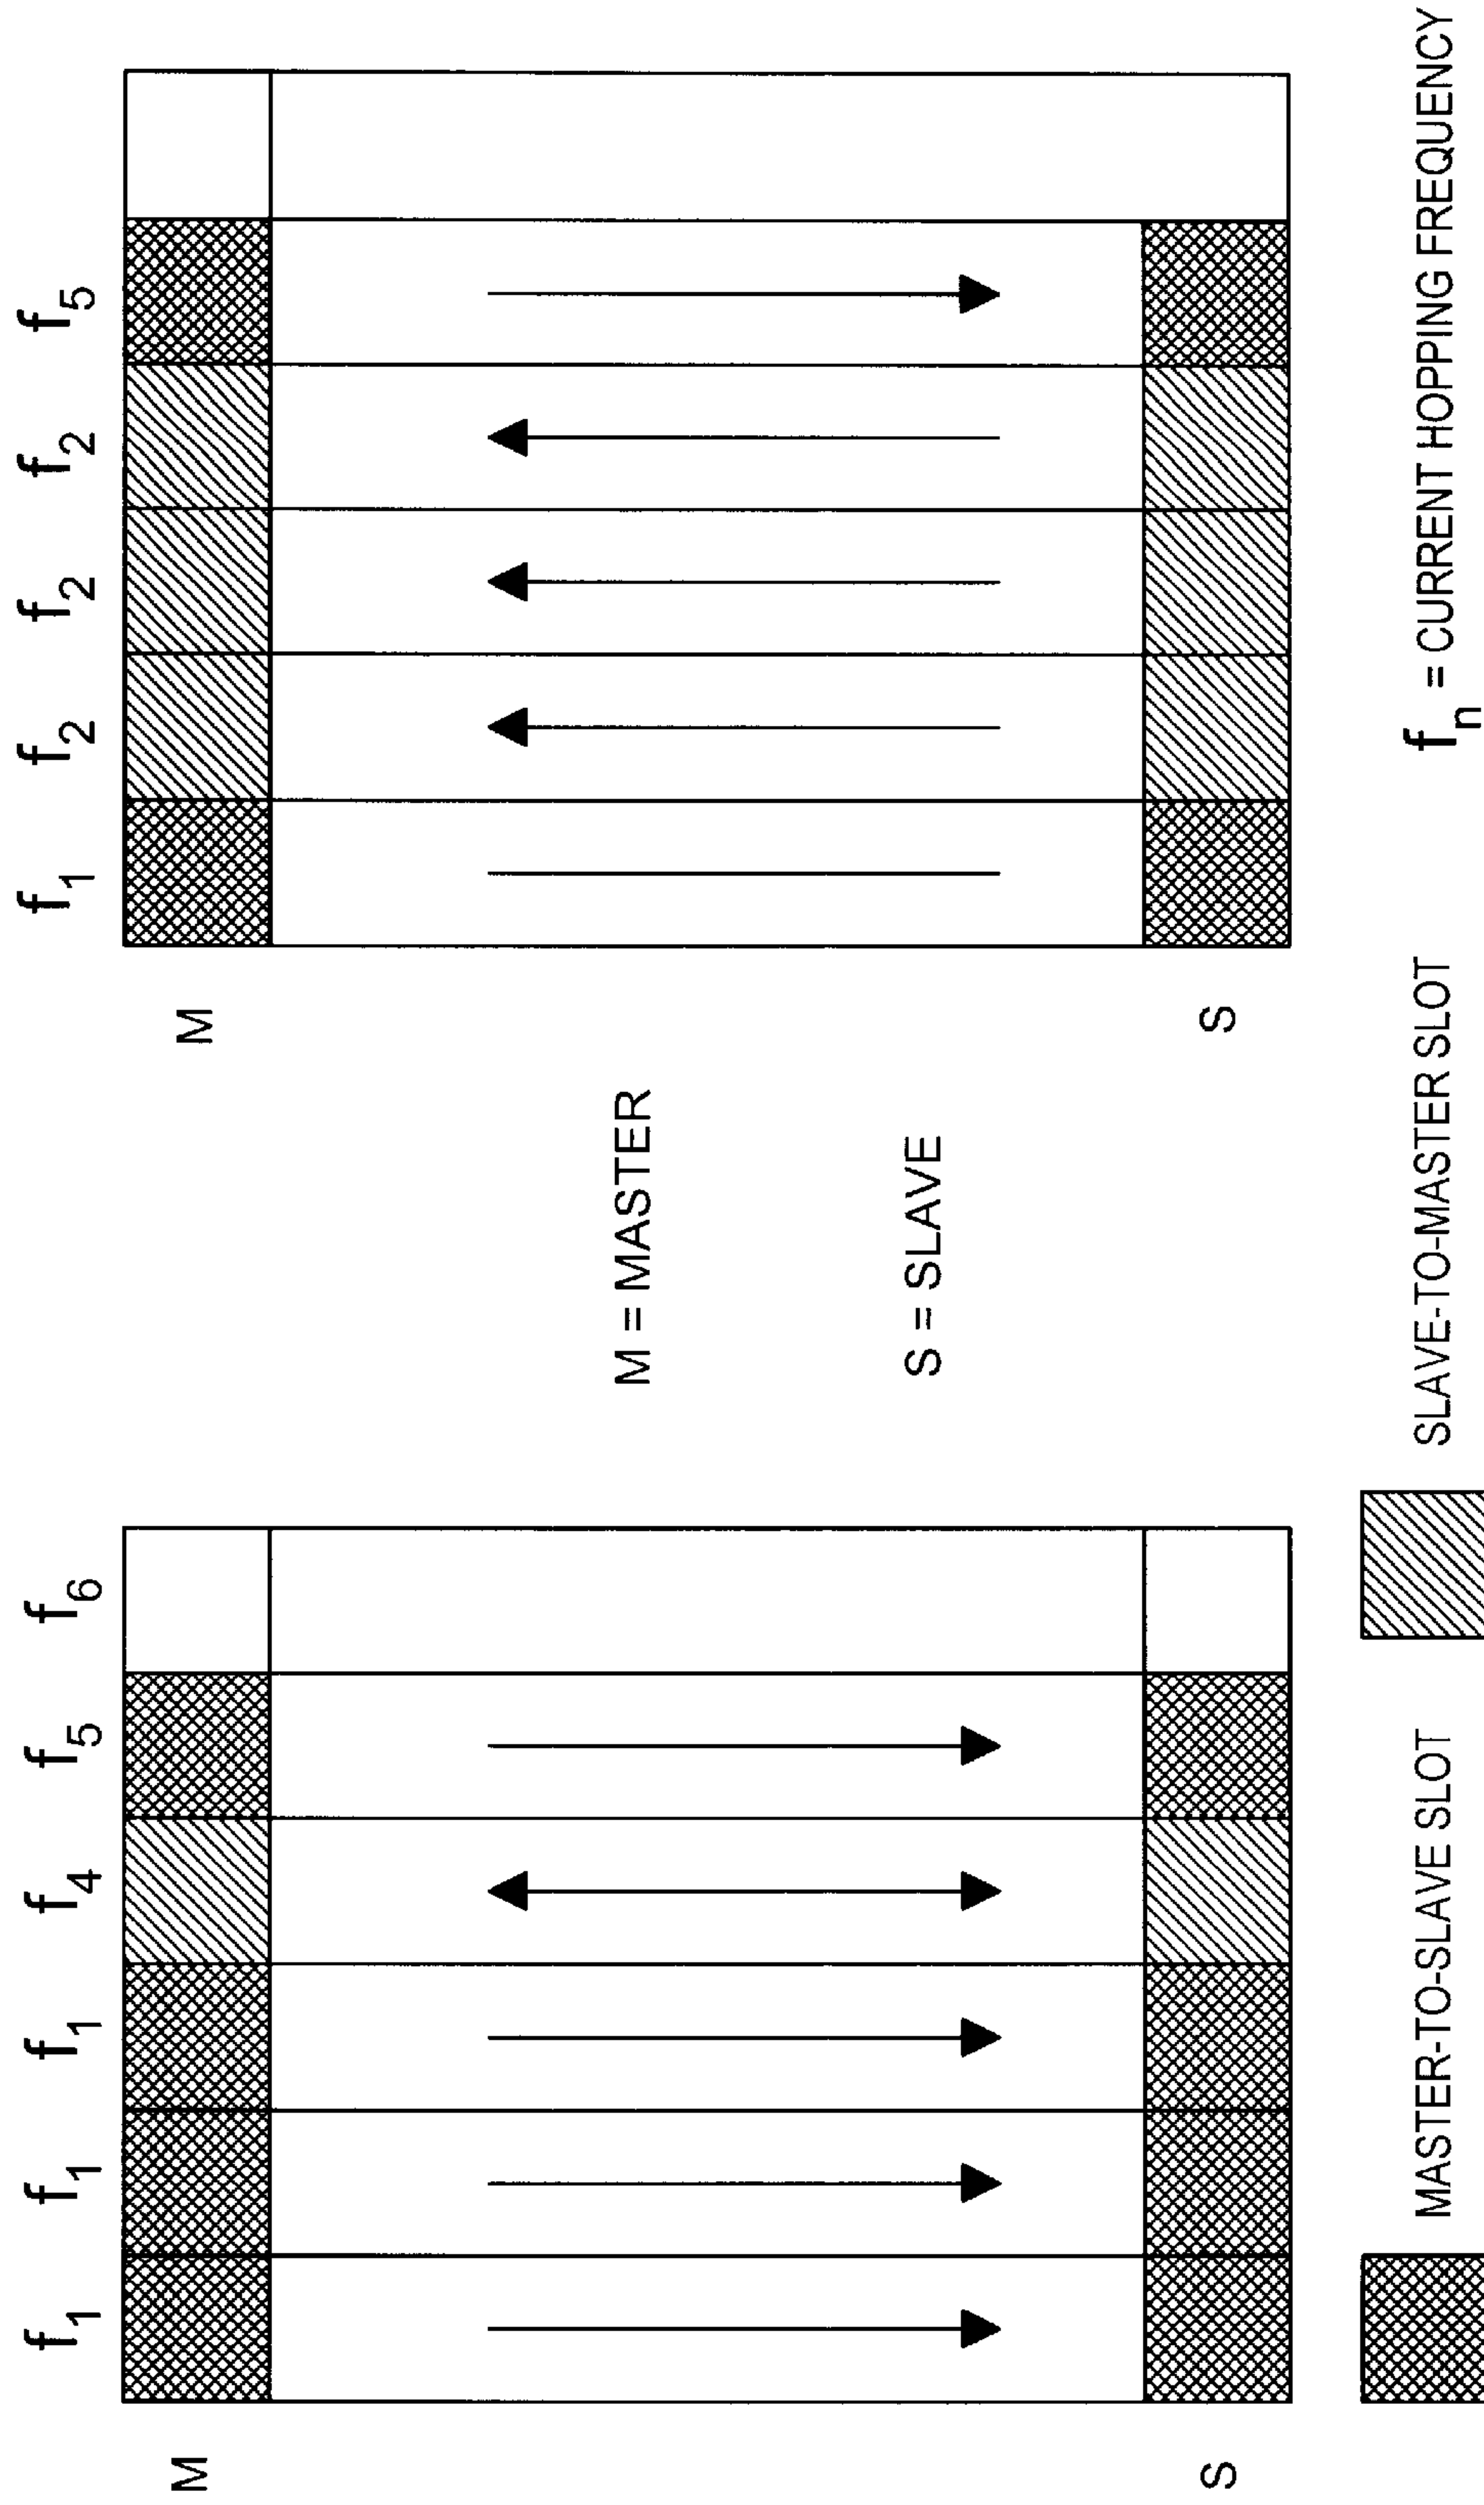 f1 f1 f1 f4 f5 f6
M
S
M = MASTER
S = SLAVE
f1 f2 f2 f2 f5
M
S
MASTER-TO-SLAVE SLOT
SLAVE-TO-MASTER SLOT
fn = CURRENT HOPPING FREQUENCY